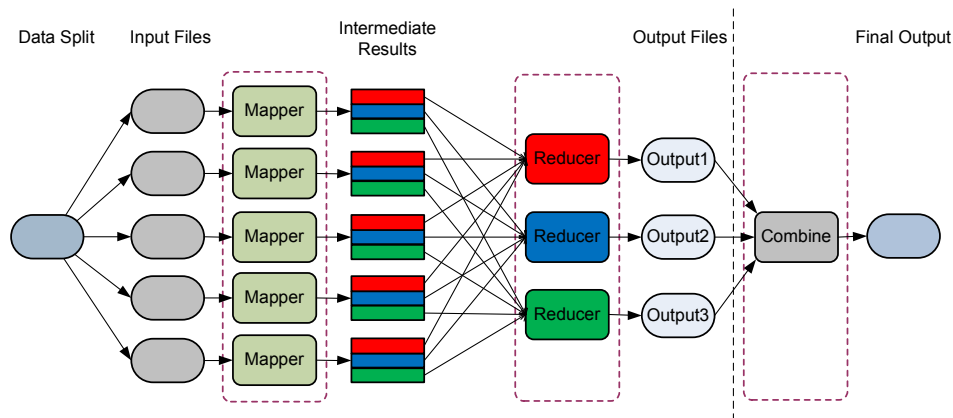 Data Split
Input Files
Intermediate
Results
Output Files
Final Output
Mapper
Mapper
Mapper
Mapper
Mapper
Reducer
Reducer
Reducer
Output1
Output2
Output3
Combine